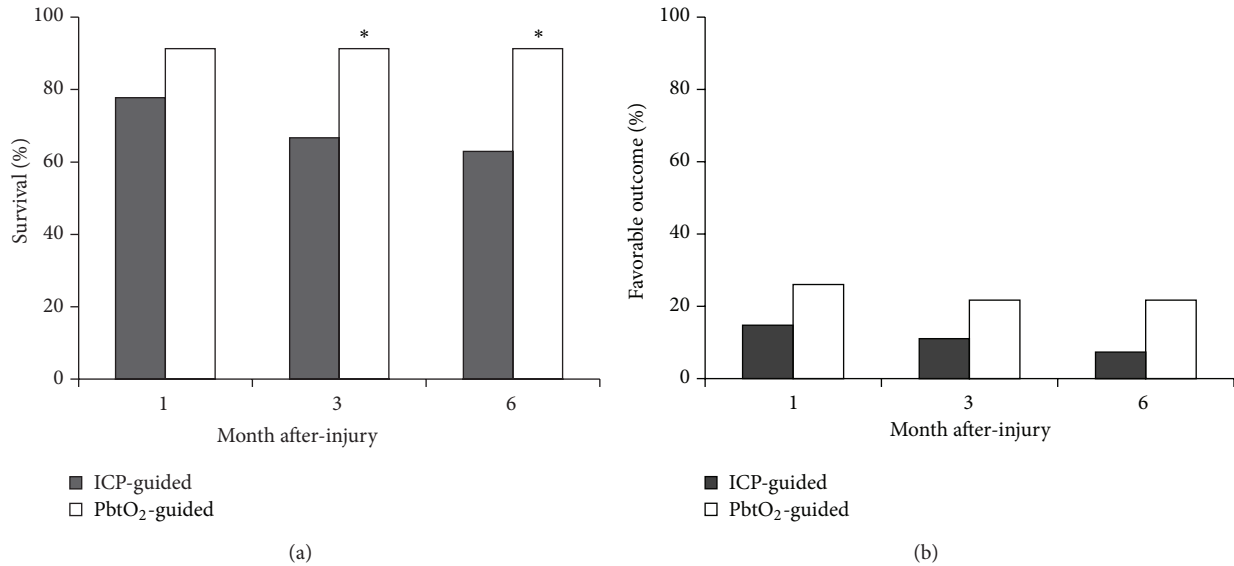 100
80
60
40
20
0
Survival (%)
*
*
1
3
6
Month after-injury
ICP-guided
PbtO₂-guided
(a)
100
80
60
40
20
0
Favorable outcome (%)
1
3
6
Month after-injury
ICP-guided
PbtO₂-guided
(b)